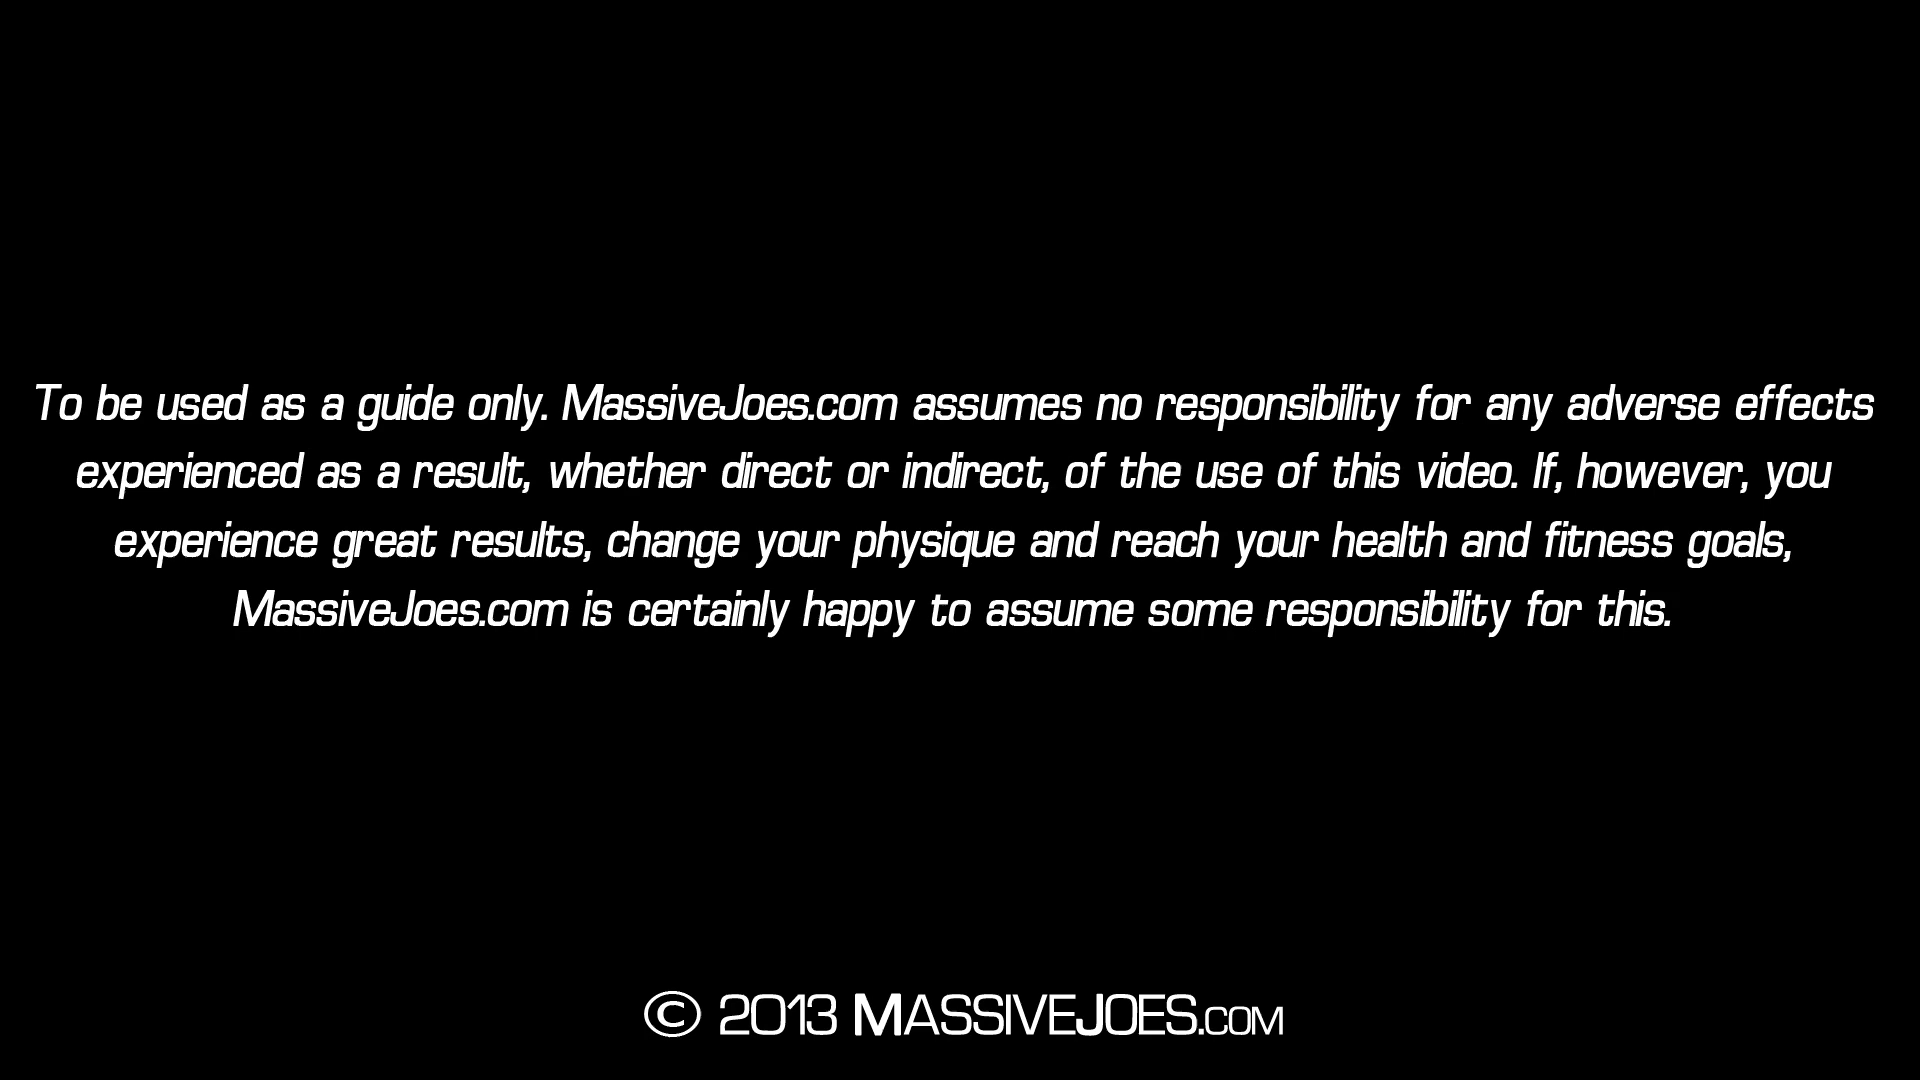 To be used as a guide only. MassiveJoes.com assumes no responsibility for any adverse effects
experienced as a result, whether direct or indirect, of the use of this video. If, however, you
experience great results, change your physique and reach your health and fitness goals,
MassiveJoes.com is certainly happy to assume some responsibility for this.
© 2013 MASSIVEJOES.COM